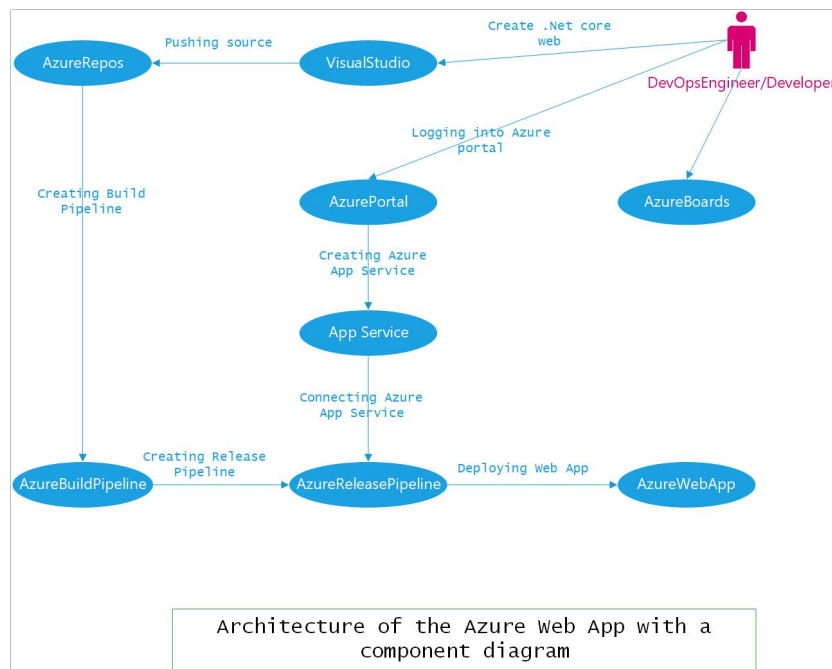 Create .Net core
web
Pushing source
AzureRepos
VisualStudio
DevOpsEngineer/Developer
Logging into Azure
portal
Creating Build
Pipeline
AzurePortal
AzureBoards
Creating Azure
App Service
App Service
Connecting Azure
App Service
Creating Release
Pipeline
Deploying Web App
AzureBuildPipeline
AzureReleasePipeline
AzureWebApp
Architecture of the Azure Web App with a
component diagram